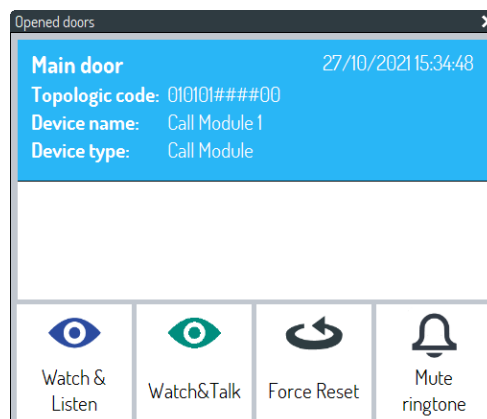 Opened doors
Main door 27/10/2021 15:34:48
Topologic code: 010101####00
Device name: Call Module 1
Device type: Call Module
Watch &
Listen
Watch&Talk
Force Reset
Mute
ringtone